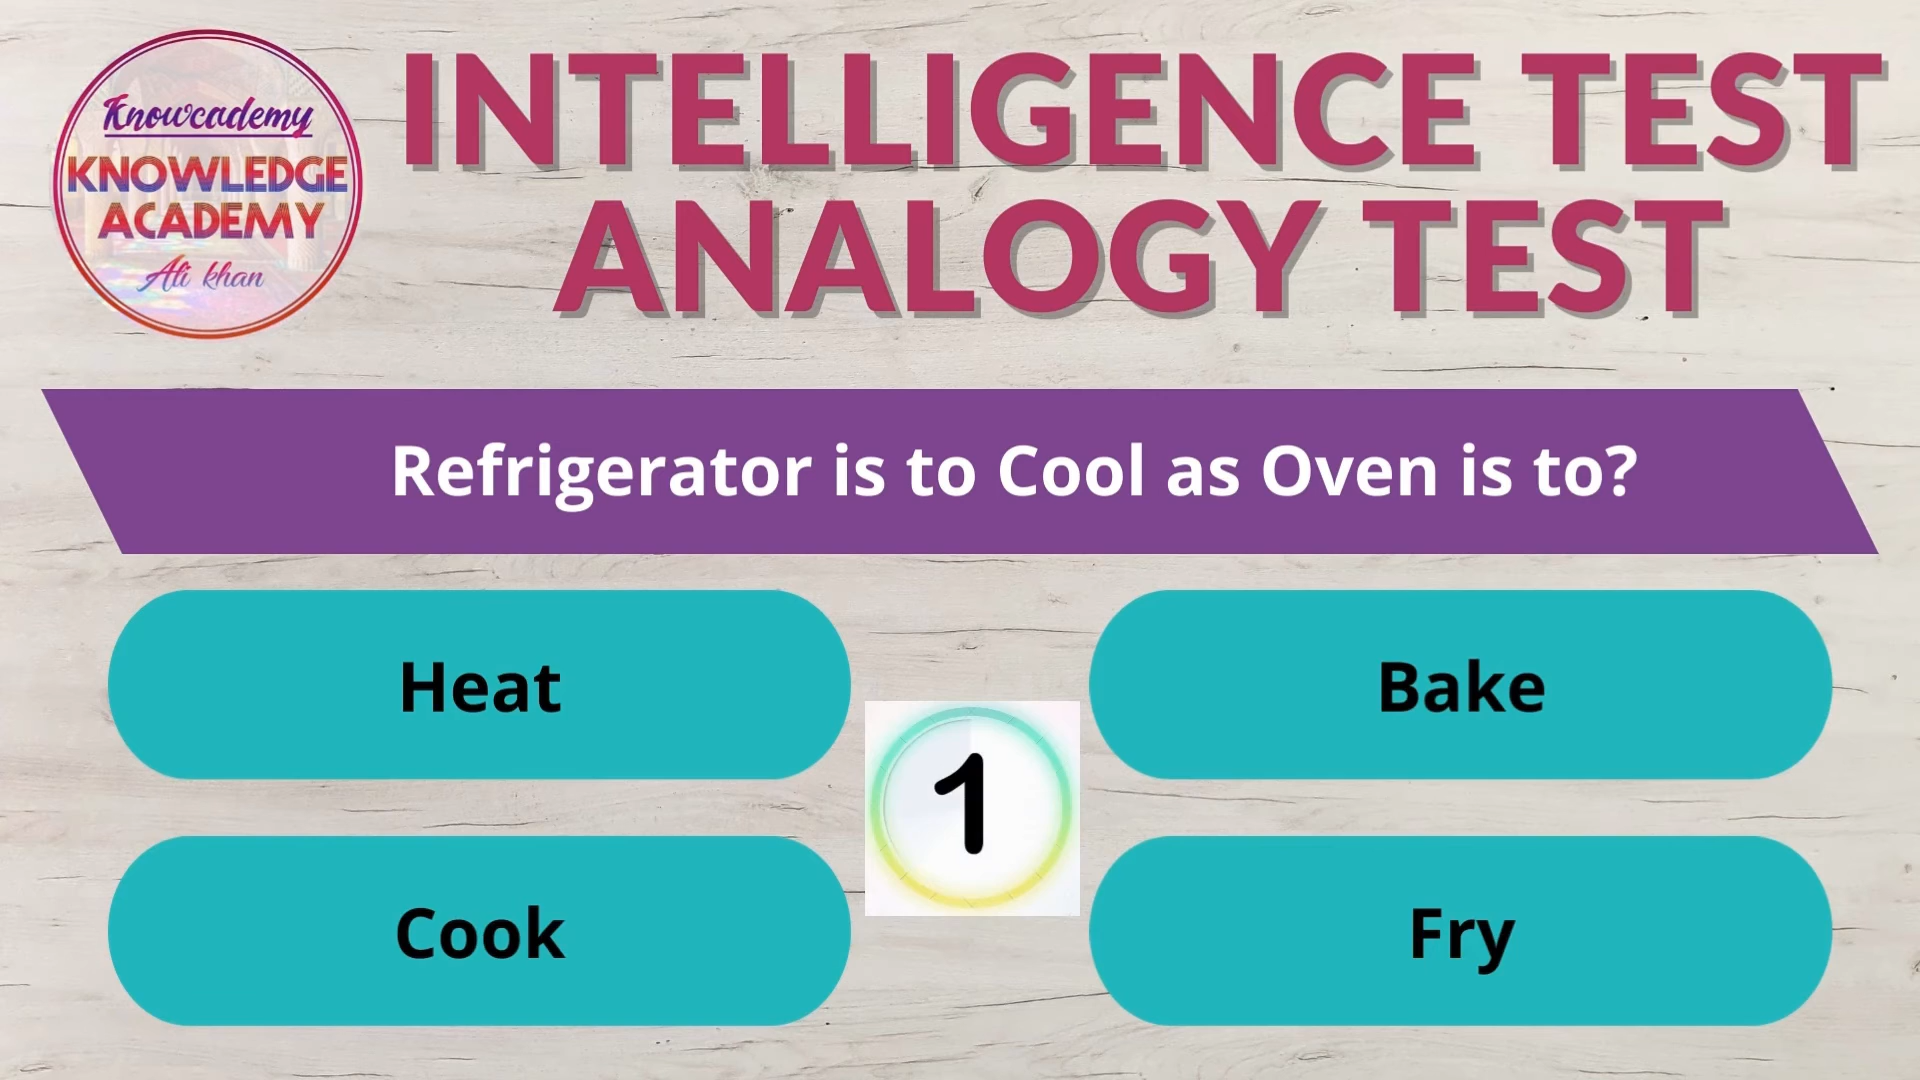 Knowcademy
KNOWLEDGE
ACADEMY
Ali khan
INTELLIGENCE TEST
ANALOGY TEST
Refrigerator is to Cool as Oven is to?
Heat
Bake
1
Cook
Fry